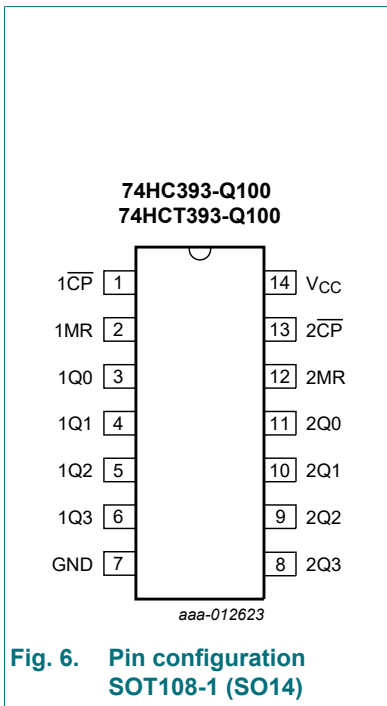 74HC393-Q100
74HCT393-Q100
1C̅P̅ 1 14 VCC
1MR 2 13 2C̅P̅
1Q0 3 12 2MR
1Q1 4 11 2Q0
1Q2 5 10 2Q1
1Q3 6 9 2Q2
GND 7 8 2Q3
aaa-012623
Fig. 6. Pin configuration
SOT108-1 (SO14)